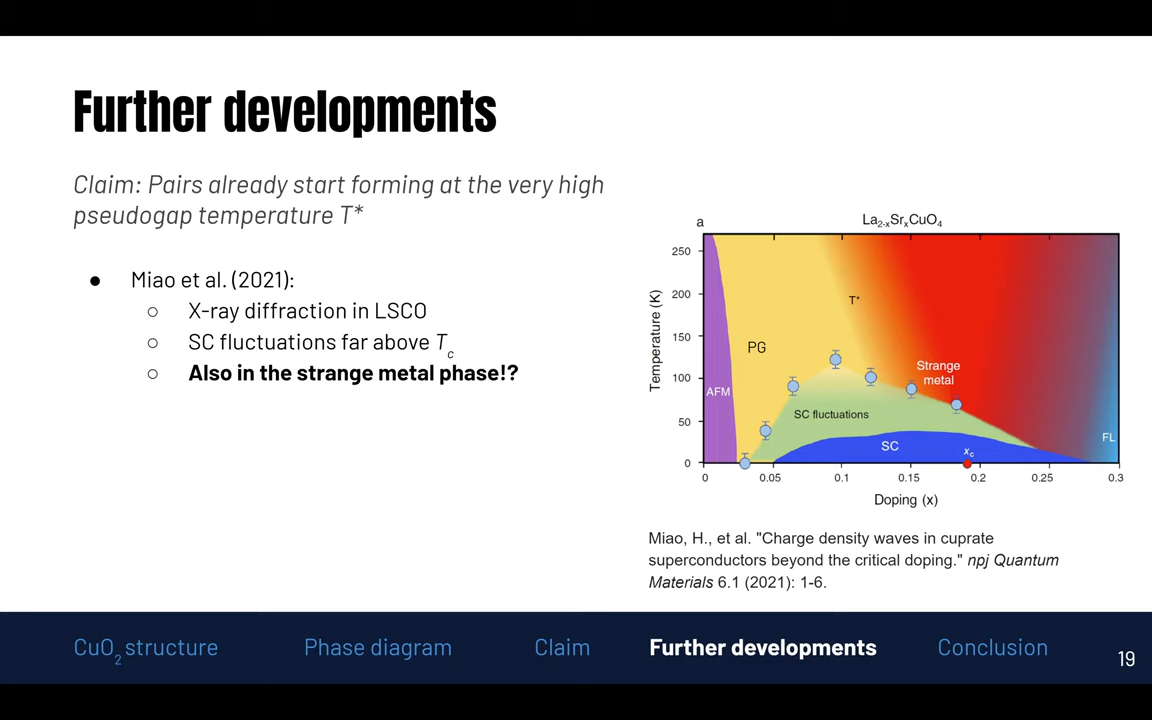 Further developments
Claim: Pairs already start forming at the very high
pseudogap temperature T*
● Miao et al. (2021):
○ X-ray diffraction in LSCO
○ SC fluctuations far above Tc
○ Also in the strange metal phase!?
a
La2-xSrxCuO4
Temperature (K)
250
200
150
100
50
0
T*
PG
Strange
metal
AFM
SC fluctuations
SC
xc
FL
0 0.05 0.1 0.15 0.2 0.25 0.3
Doping (x)
Miao, H., et al. "Charge density waves in cuprate
superconductors beyond the critical doping." npj Quantum
Materials 6.1 (2021): 1-6.
CuO2 structure Phase diagram Claim Further developments Conclusion
19